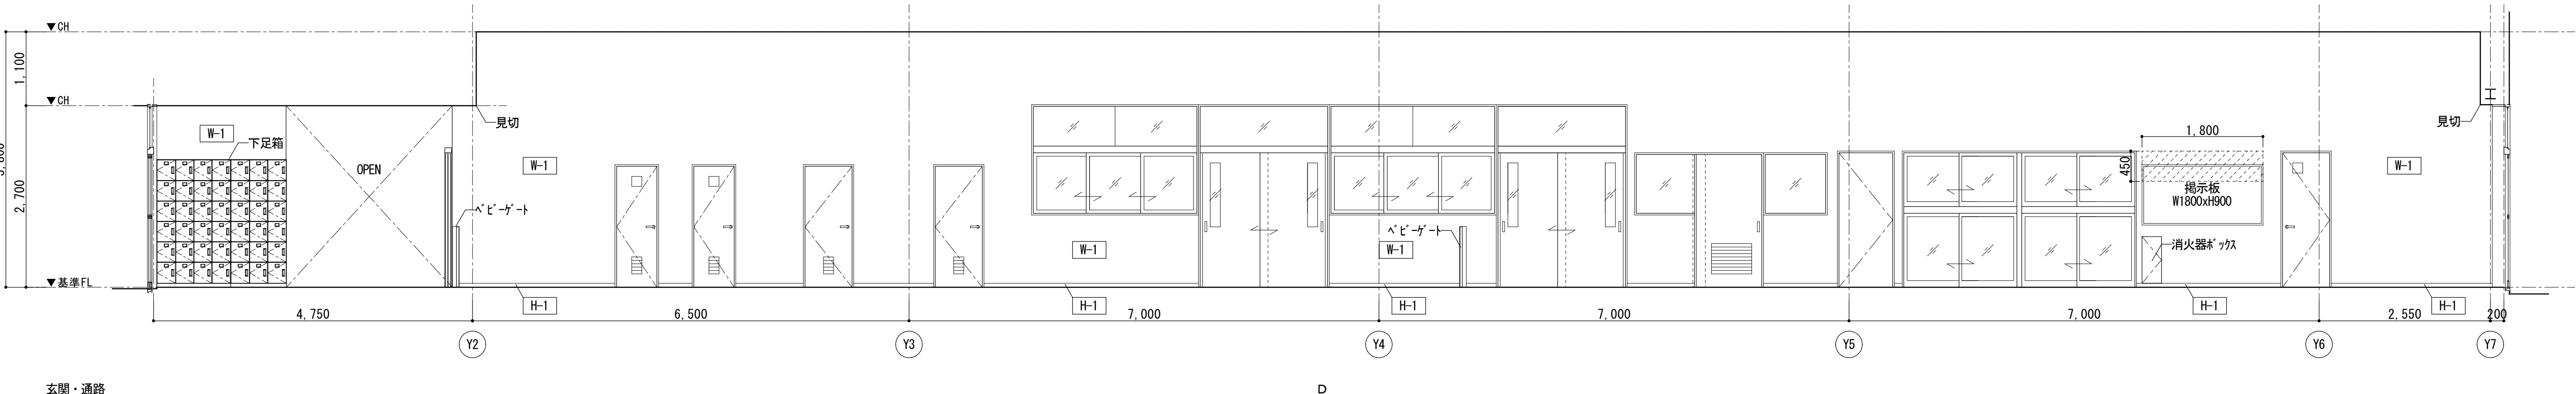 ▼CH
1,100
▼CH
見切
W-1
下足箱
工
見切
1,800
W-1
OPEN
450
W-1
2,700
掲示板
W1800xH900
ﾍﾞﾋﾞｰｹﾞｰﾄ
ﾍﾞﾋﾞｰｹﾞｰﾄ
W-1
W-1
消火器ﾎﾞｯｸｽ
▼基準FL
H-1
H-1
H-1
H-1
H-1
4,750
6,500
7,000
7,000
7,000
2,550
200
Y2
Y3
Y4
Y5
Y6
Y7
玄関・通路
D